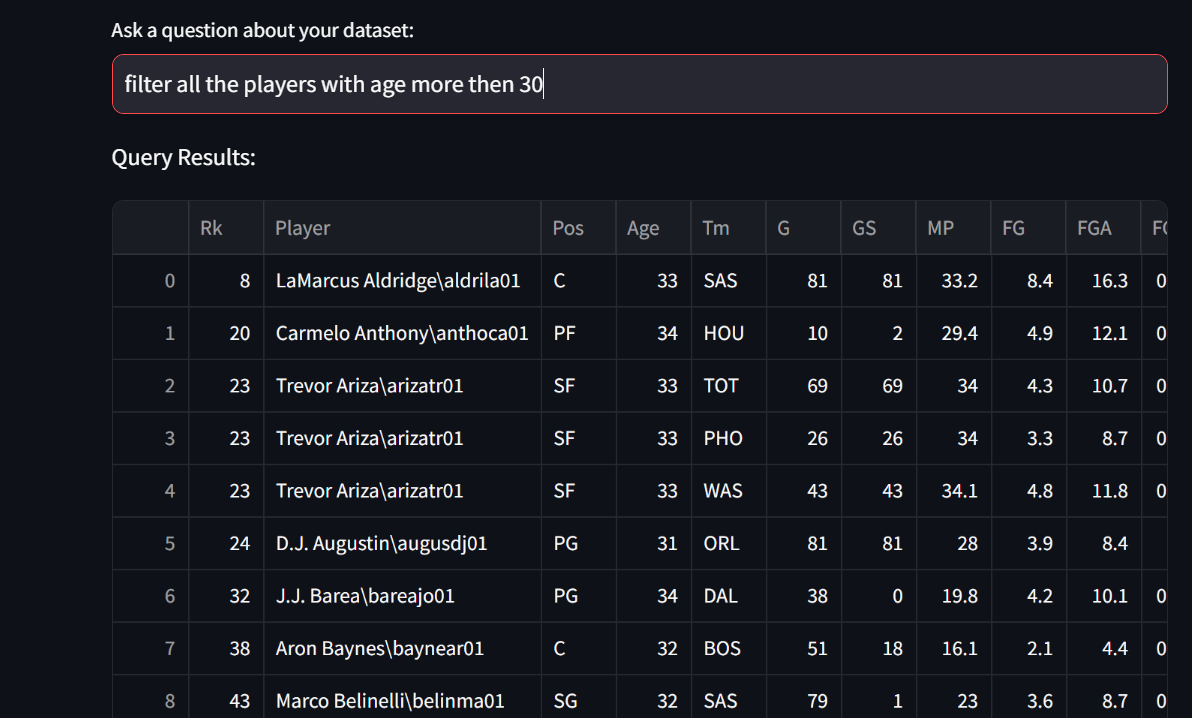 Ask a question about your dataset:
filter all the players with age more then 30
Query Results:
Rk Player Pos Age Tm G GS MP FG FGA
0 8 LaMarcus Aldridge\aldrila01 C 33 SAS 81 81 33.2 8.4 16.3 0
1 20 Carmelo Anthony\anthoca01 PF 34 HOU 10 2 29.4 4.9 12.1 0
2 23 Trevor Ariza\arizatr01 SF 33 TOT 69 69 34 4.3 10.7 0
3 23 Trevor Ariza\arizatr01 SF 33 PHO 26 26 34 3.3 8.7 0
4 23 Trevor Ariza\arizatr01 SF 33 WAS 43 43 34.1 4.8 11.8 0
5 24 D.J. Augustin\augusdj01 PG 31 ORL 81 81 28 3.9 8.4
6 32 J.J. Barea\bareajo01 PG 34 DAL 38 0 19.8 4.2 10.1 0
7 38 Aron Baynes\baynear01 C 32 BOS 51 18 16.1 2.1 4.4 0
8 43 Marco Belinelli\belinma01 SG 32 SAS 79 1 23 3.6 8.7 0